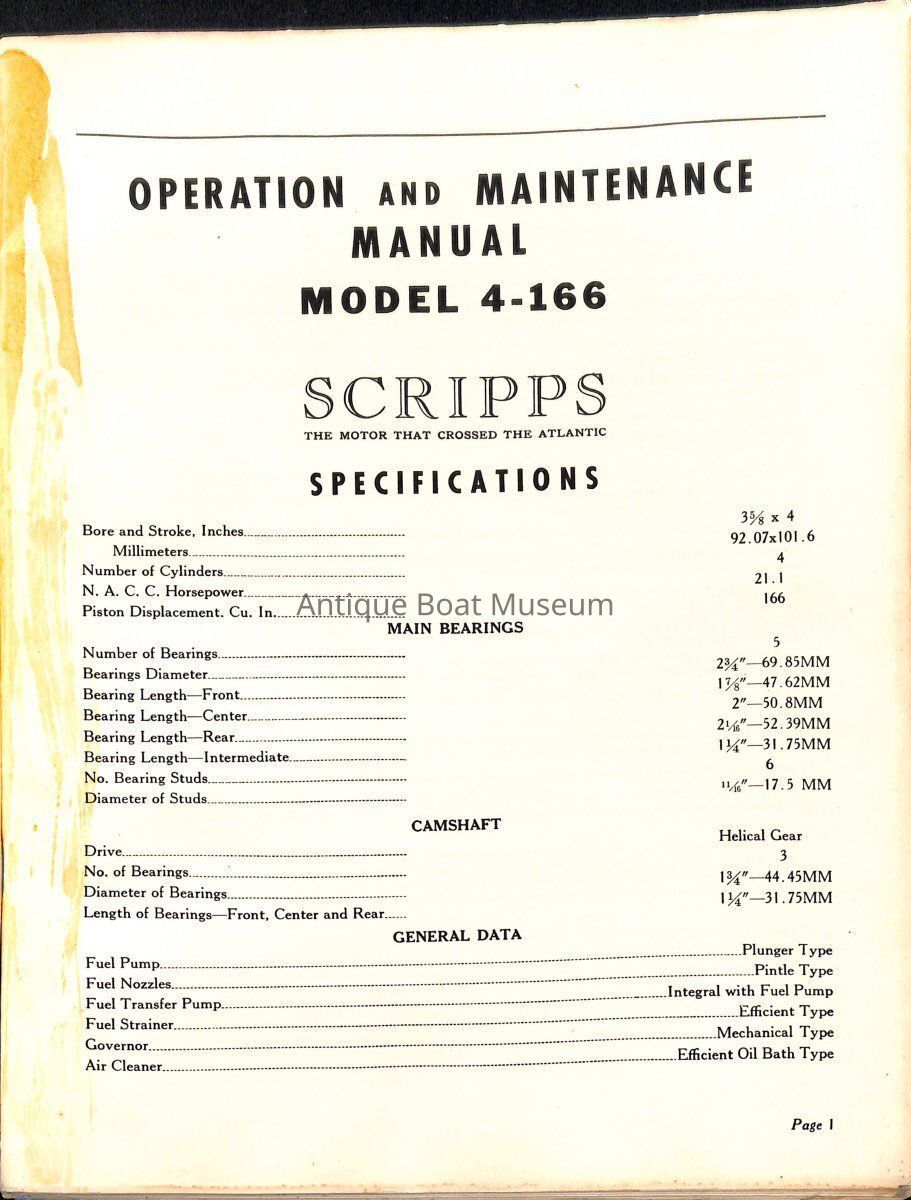 OPERATION AND MAINTENANCE
MANUAL
MODEL 4-166
SCRIPPS
THE MOTOR THAT CROSSED THE ATLANTIC
SPECIFICATIONS
Bore and Stroke, Inches 3⅝ x 4
Millimeters 92.07x101.6
Number of Cylinders 4
N. A. C. C. Horsepower 21.1
Piston Displacement. Cu. In. 166
Antique Boat Museum
MAIN BEARINGS
Number of Bearings 5
Bearings Diameter 2¾"—69.85MM
Bearing Length—Front 1⅞"—47.62MM
Bearing Length—Center 2"—50.8MM
Bearing Length—Rear 2 1/16"—52.39MM
Bearing Length—Intermediate 1¼"—31.75MM
No. Bearing Studs 6
Diameter of Studs 11/16"—17.5 MM
CAMSHAFT
Drive Helical Gear
No. of Bearings 3
Diameter of Bearings 1¾"—44.45MM
Length of Bearings—Front, Center and Rear 1¼"—31.75MM
GENERAL DATA
Fuel Pump Plunger Type
Fuel Nozzles Pintle Type
Fuel Transfer Pump Integral with Fuel Pump
Fuel Strainer Efficient Type
Governor Mechanical Type
Air Cleaner Efficient Oil Bath Type
Page 1